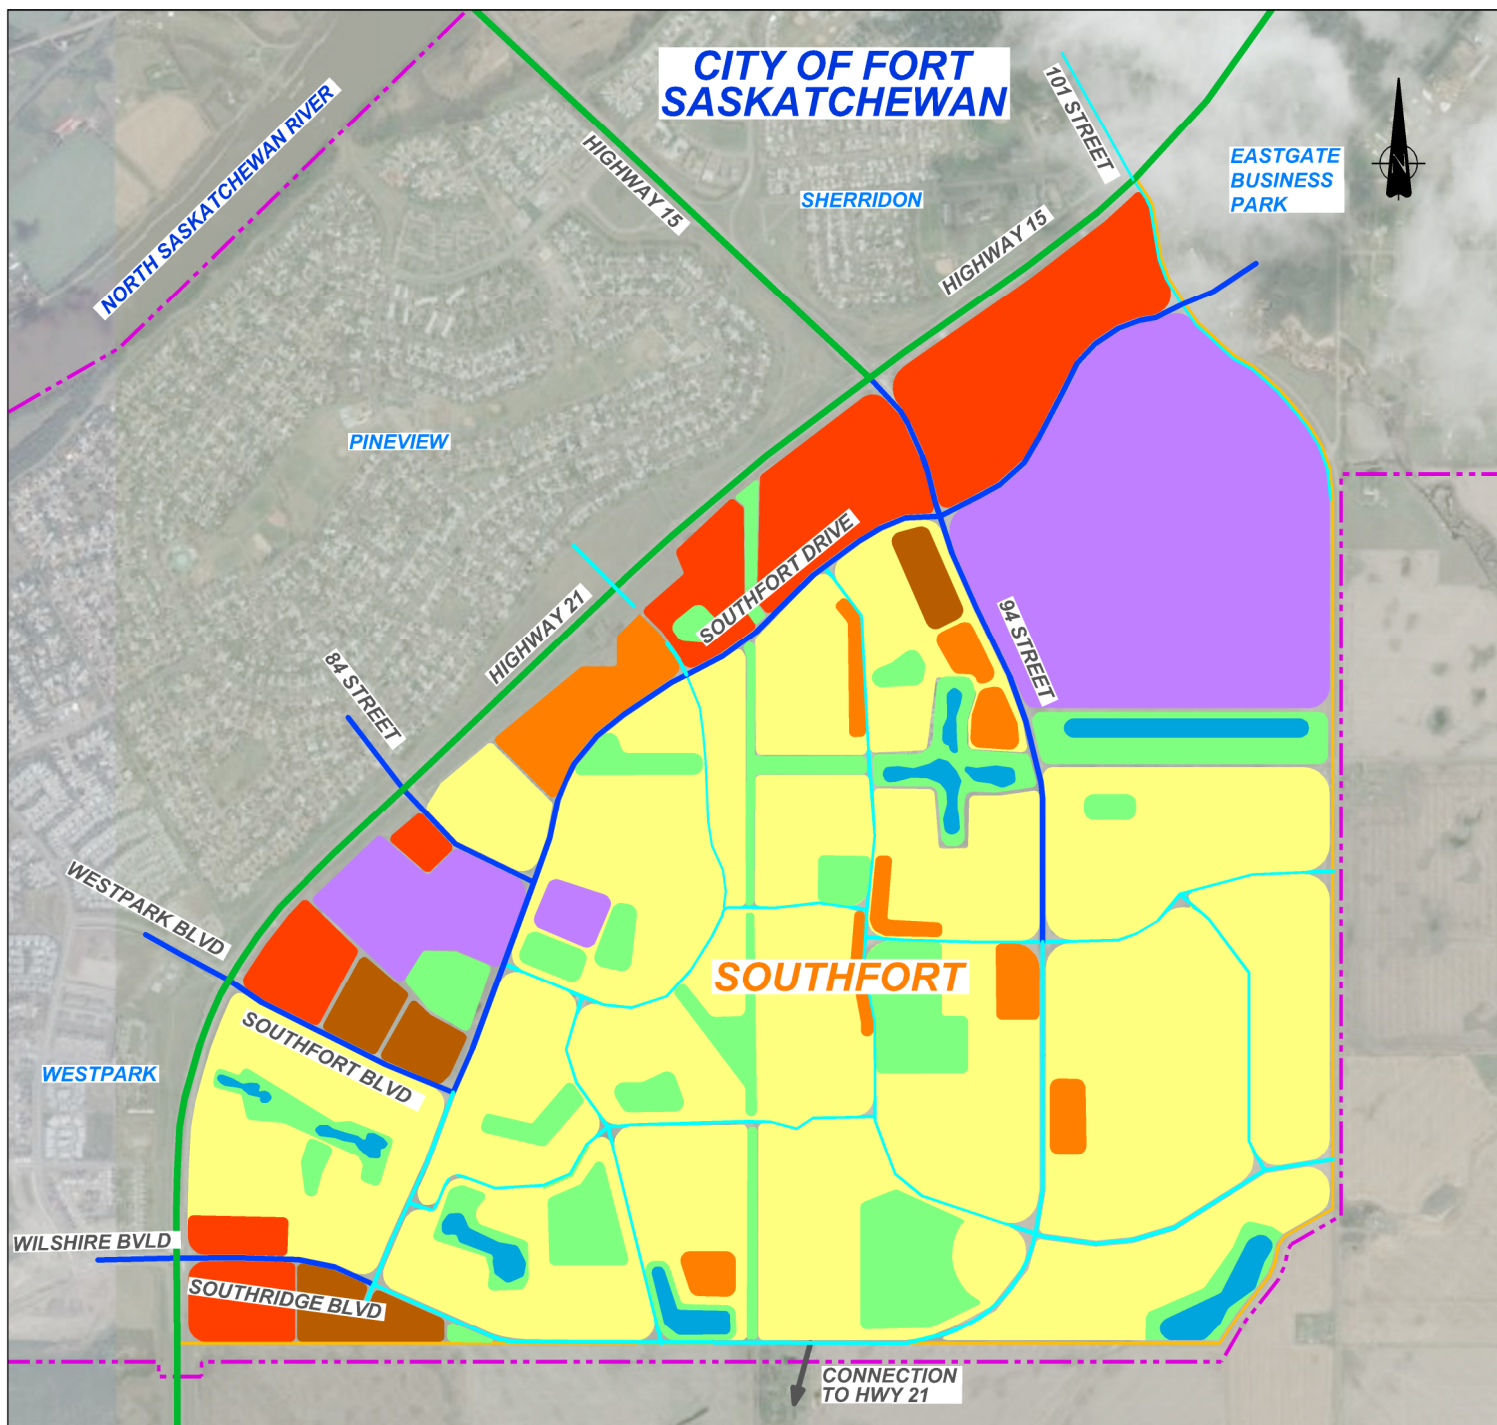 CITY OF FORT
SASKATCHEWAN
101 STREET
NORTH SASKATCHEWAN RIVER
HIGHWAY 15
EASTGATE
BUSINESS
PARK
N
SHERRIDON
HIGHWAY 15
PINEVIEW
SOUTHFORT DRIVE
HIGHWAY 21
94 STREET
84 STREET
WESTPARK BLVD
SOUTHFORT
SOUTHFORT BLVD
WESTPARK
WILSHIRE BVLD
SOUTHRIDGE BLVD
CONNECTION
TO HWY 21